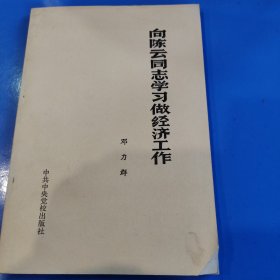 向陈云同志学习做经济工作
邓力群
中共中央党校出版社